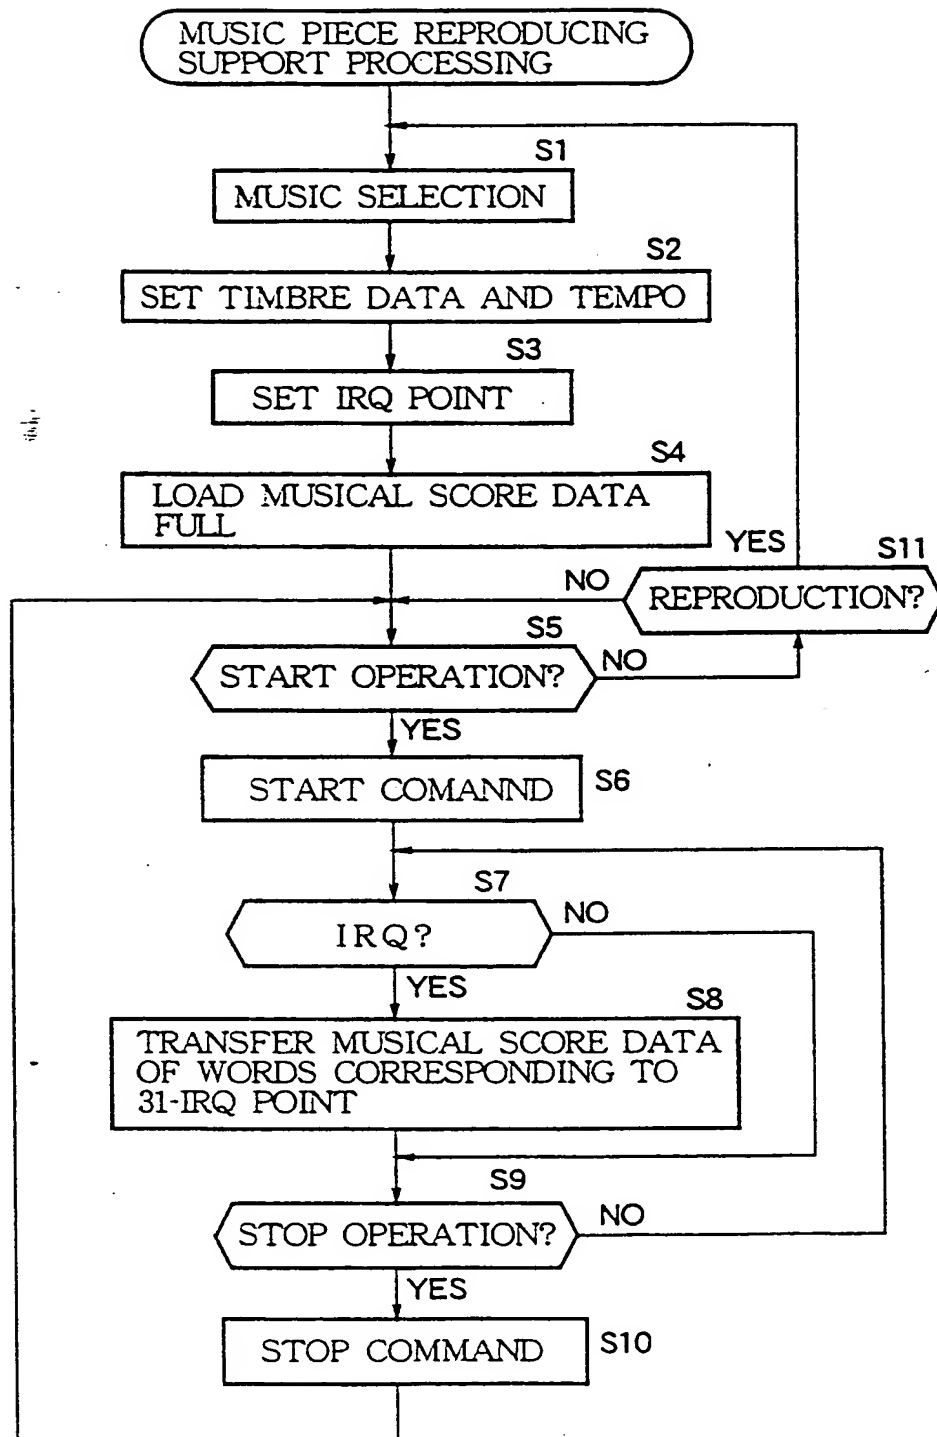 MUSIC PIECE REPRODUCING
SUPPORT PROCESSING
S1
MUSIC SELECTION
S2
SET TIMBRE DATA AND TEMPO
S3
SET IRQ POINT
S4
LOAD MUSICAL SCORE DATA
FULL
YES
S11
NO
REPRODUCTION?
S5
START OPERATION?
NO
YES
START COMANND
S6
S7
IRQ?
NO
YES
S8
TRANSFER MUSICAL SCORE DATA
OF WORDS CORRESPONDING TO
31-IRQ POINT
S9
STOP OPERATION?
NO
YES
STOP COMMAND
S10